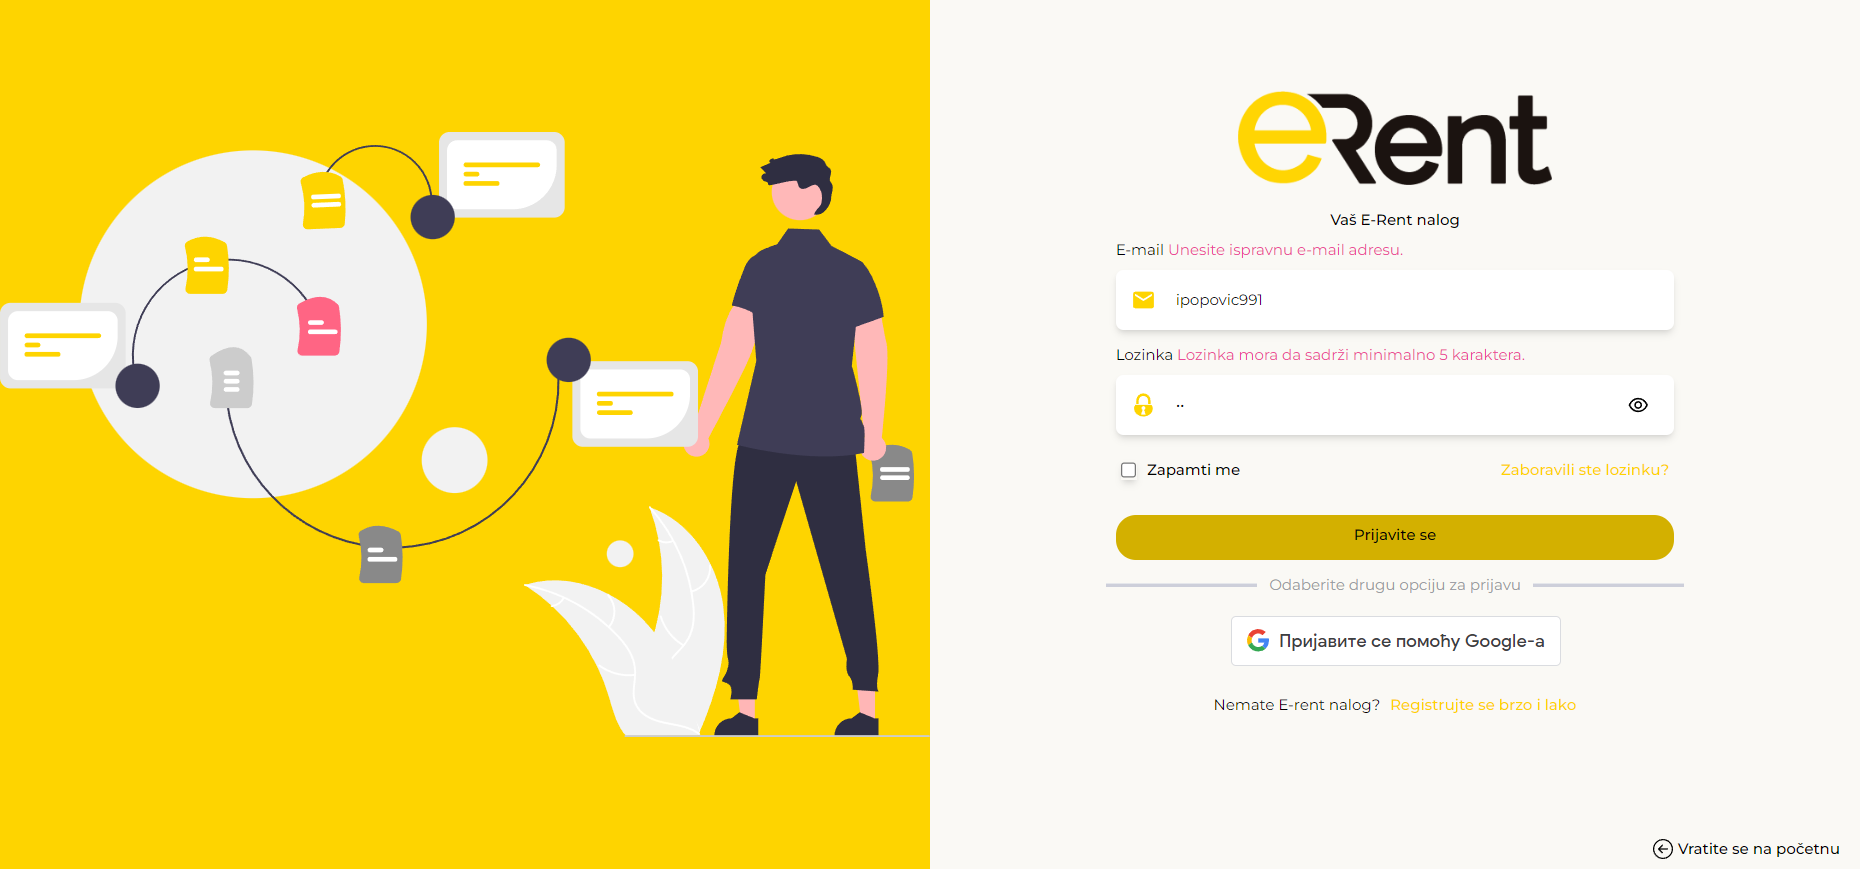 eRent
Vaš E-Rent nalog
E-mail Unesite ispravnu e-mail adresu.
ipopovic991
Lozinka Lozinka mora da sadrži minimalno 5 karaktera.
Zapamti me
Zaboravili ste lozinku?
Prijavite se
Odaberite drugu opciju za prijavu
Пријавите се помоћу Google-а
Nemate E-rent nalog? Registrujte se brzo i lako
Vratite se na početnu